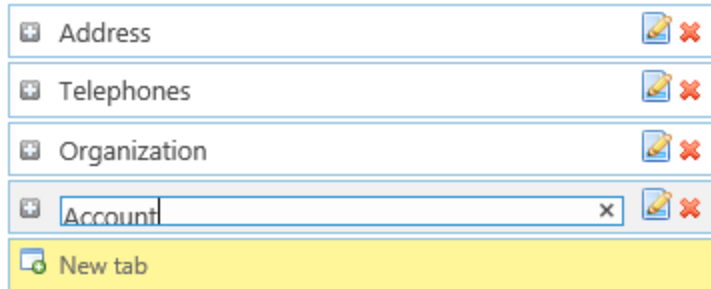 Address
Telephones
Organization
Account
New tab